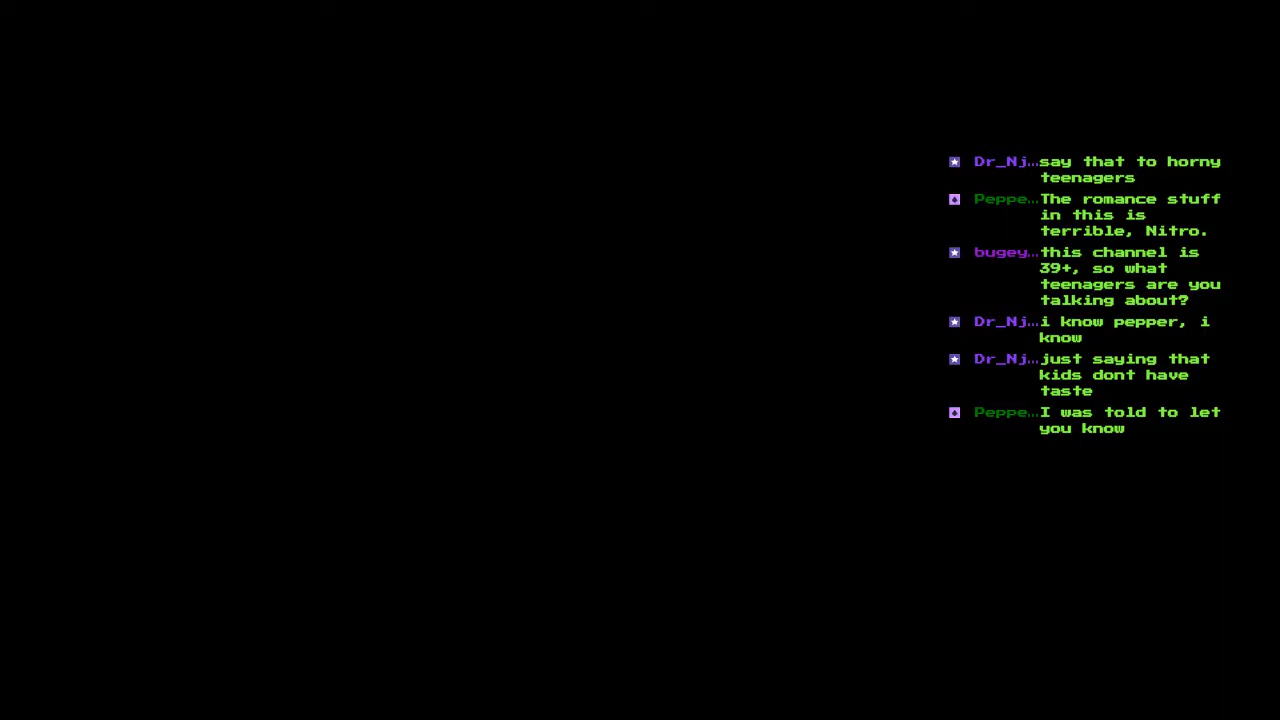 Dr_Nj…say that to horny
teenagers
Peppe…The romance stuff
in this is
terrible, Nitro.
bugey…this channel is
39+, so what
teenagers are you
talking about?
Dr_Nj…i know pepper, i
know
Dr_Nj…just saying that
kids dont have
taste
Peppe…I was told to let
you know